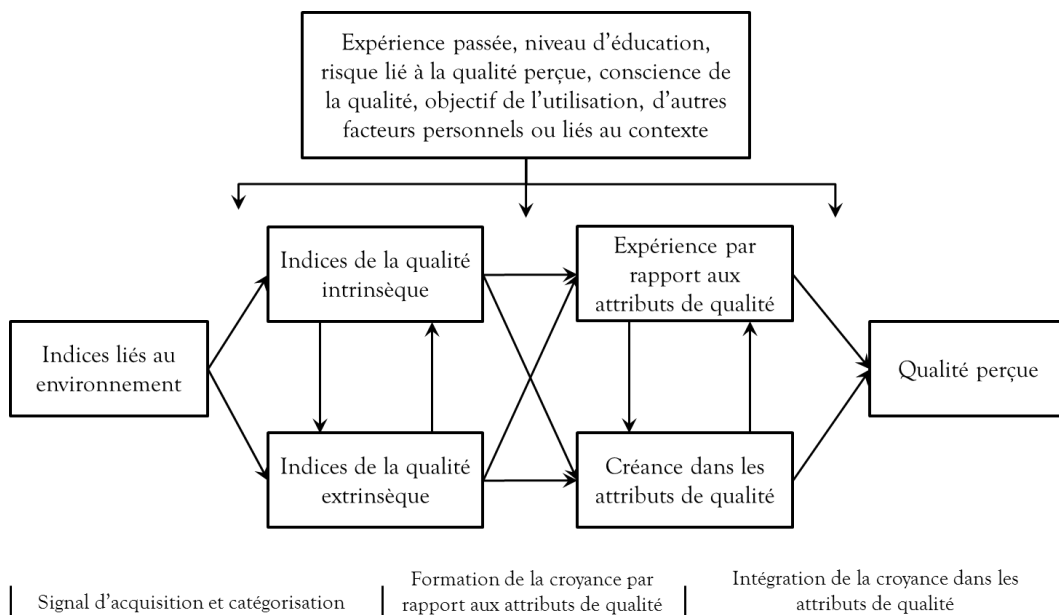 Expérience passée, niveau d'éducation,
risque lié à la qualité perçue, conscience de
la qualité, objectif de l'utilisation, d'autres
facteurs personnels ou liés au contexte
Indices de la qualité
intrinsèque
Expérience par
rapport aux
attributs de qualité
Indices liés au
environnement
Qualité perçue
Indices de la qualité
extrinsèque
Créance dans les
attributs de qualité
Signal d'acquisition et catégorisation
Formation de la croyance par
rapport aux attributs de qualité
Intégration de la croyance dans les
attributs de qualité